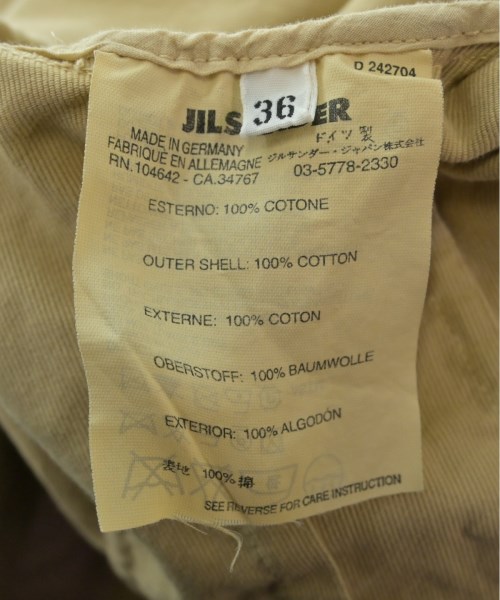 D 242704
36
JIL S ER
MADE IN GERMANY ドイツ製
FABRIQUE EN ALLEMAGNE ジルサンダー・ジャパン株式会社
RN.104642 - CA.34767 03-5778-2330
ESTERNO: 100% COTONE
OUTER SHELL: 100% COTTON
EXTERNE: 100% COTON
OBERSTOFF: 100% BAUMWOLLE
EXTERIOR: 100% ALGODÓN
表地 100% 綿
SEE REVERSE FOR CARE INSTRUCTION